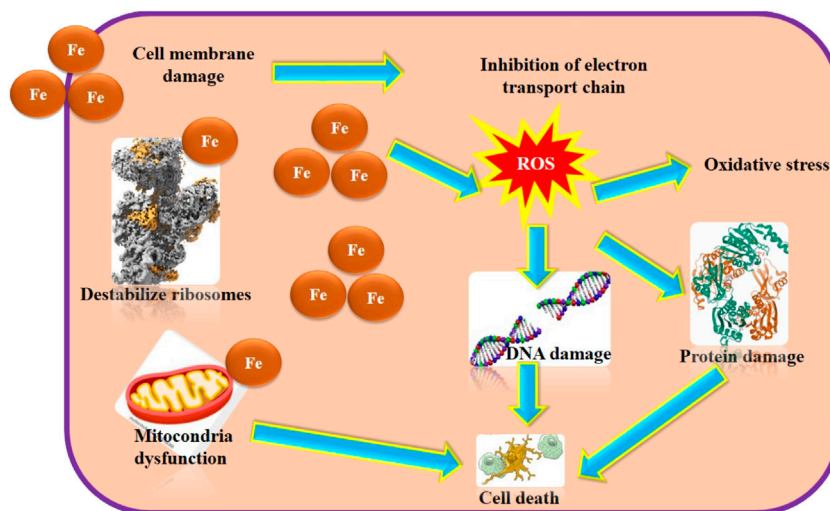 Fe
Fe
Fe
Cell membrane
damage
Inhibition of electron
transport chain
Fe
Fe
Fe
Fe
ROS
Oxidative stress
Destabilize ribosomes
Fe
Fe
Fe
DNA damage
Protein damage
Fe
Mitocondria
dysfunction
Cell death